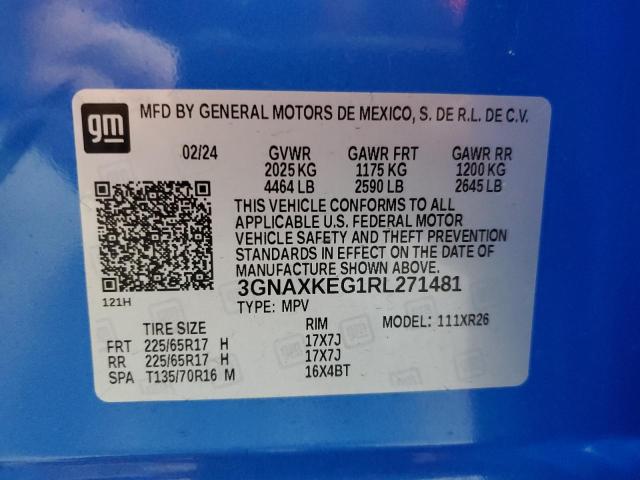 gm
MFD BY GENERAL MOTORS DE MEXICO, S. DE R.L. DE C.V.
02/24 GVWR GAWR FRT GAWR RR
2025 KG 1175 KG 1200 KG
4464 LB 2590 LB 2645 LB
THIS VEHICLE CONFORMS TO ALL
APPLICABLE U.S. FEDERAL MOTOR
VEHICLE SAFETY AND THEFT PREVENTION
STANDARDS IN EFFECT ON THE DATE OF
MANUFACTURE SHOWN ABOVE.
3GNAXKEG1RL271481
121H
TYPE: MPV
TIRE SIZE RIM MODEL: 111XR26
FRT 225/65R17 H 17X7J
RR 225/65R17 H 17X7J
SPA T135/70R16 M 16X4BT